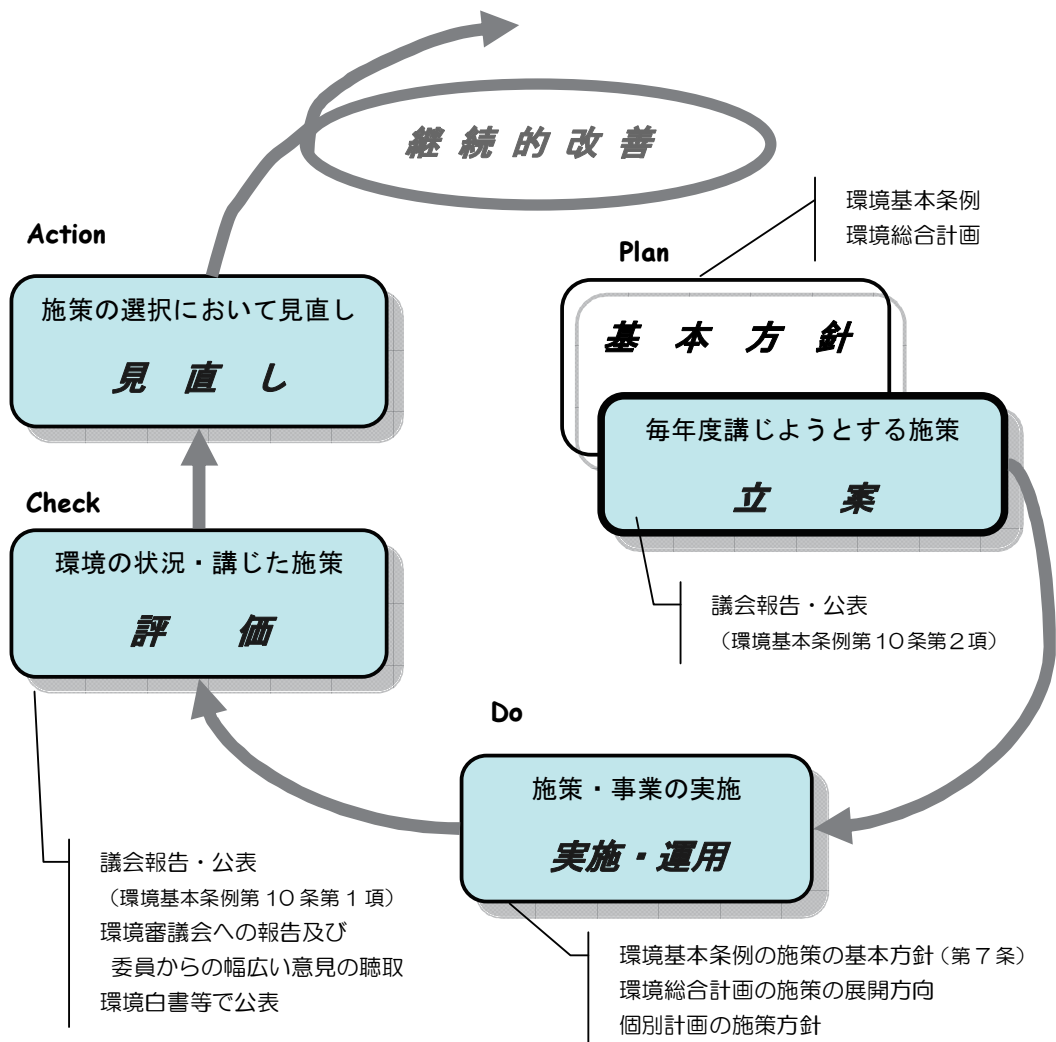 継続的改善
環境基本条例
環境総合計画
Action
Plan
施策の選択において見直し
見直し
基本方針
毎年度講じようとする施策
立案
Check
環境の状況・講じた施策
評価
議会報告・公表
（環境基本条例第10条第2項）
Do
施策・事業の実施
実施・運用
議会報告・公表
（環境基本条例第10条第1項）
環境審議会への報告及び
委員からの幅広い意見の聴取
環境白書等で公表
環境基本条例の施策の基本方針（第7条）
環境総合計画の施策の展開方向
個別計画の施策方針